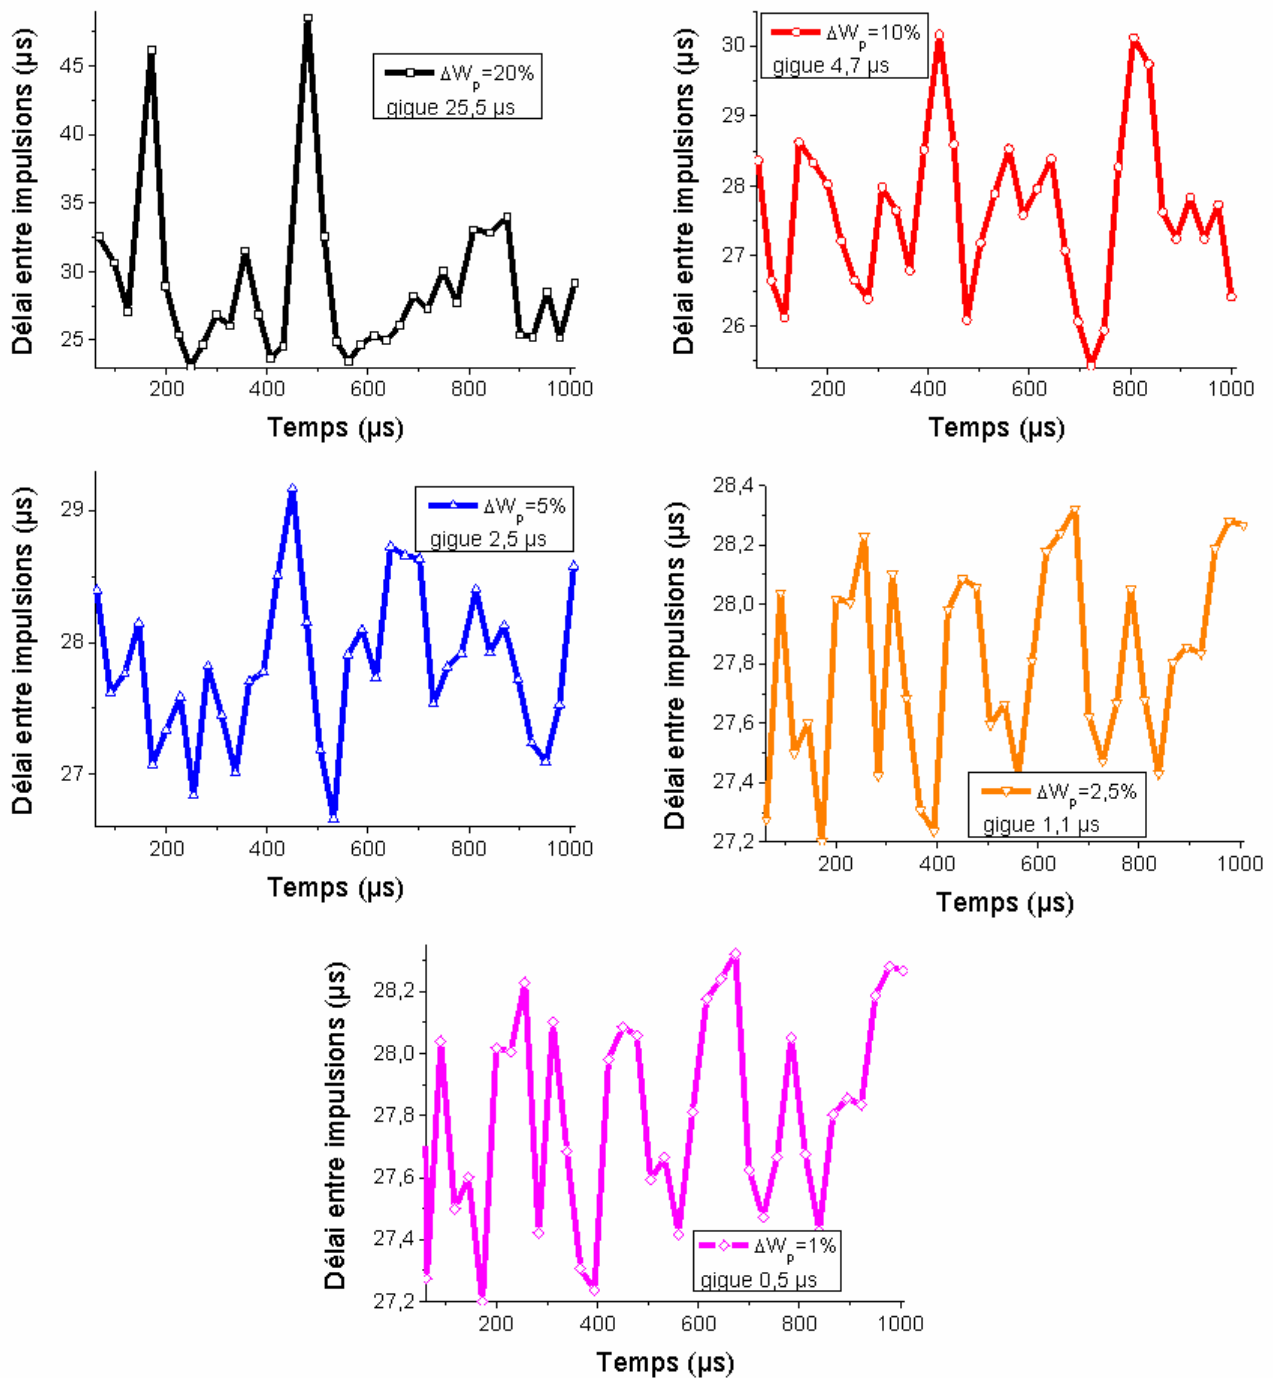 Délai entre impulsions (µs)
45
40
35
30
25
ΔWp=20%
gigue 25,5 µs
200 400 600 800 1000
Temps (µs)
Délai entre impulsions (µs)
30
29
28
27
26
ΔWp=10%
gigue 4,7 µs
200 400 600 800 1000
Temps (µs)
Délai entre impulsions (µs)
29
28
27
ΔWp=5%
gigue 2,5 µs
200 400 600 800 1000
Temps (µs)
Délai entre impulsions (µs)
28,4
28,2
28,0
27,8
27,6
27,4
27,2
ΔWp=2,5%
gigue 1,1 µs
200 400 600 800 1000
Temps (µs)
Délai entre impulsions (µs)
28,2
28,0
27,8
27,6
27,4
27,2
ΔWp=1%
gigue 0,5 µs
200 400 600 800 1000
Temps (µs)